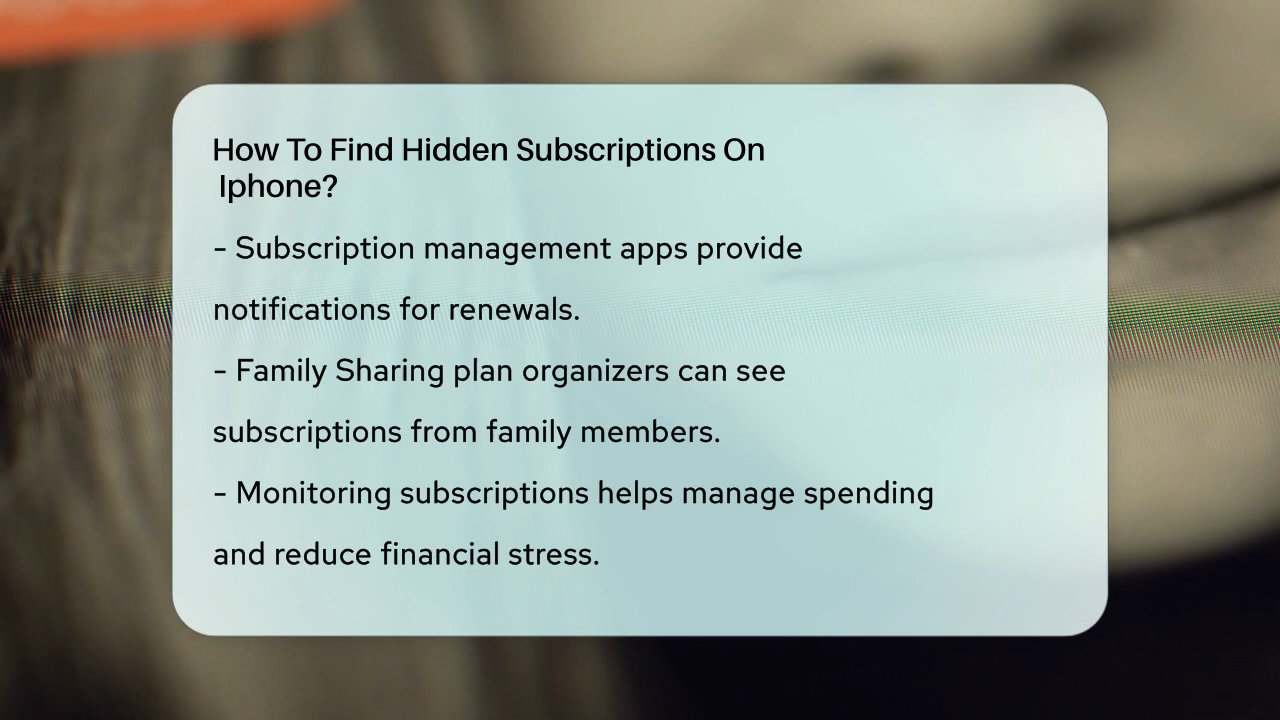 How To Find Hidden Subscriptions On
Iphone?
- Subscription management apps provide
notifications for renewals.
- Family Sharing plan organizers can see
subscriptions from family members.
- Monitoring subscriptions helps manage spending
and reduce financial stress.